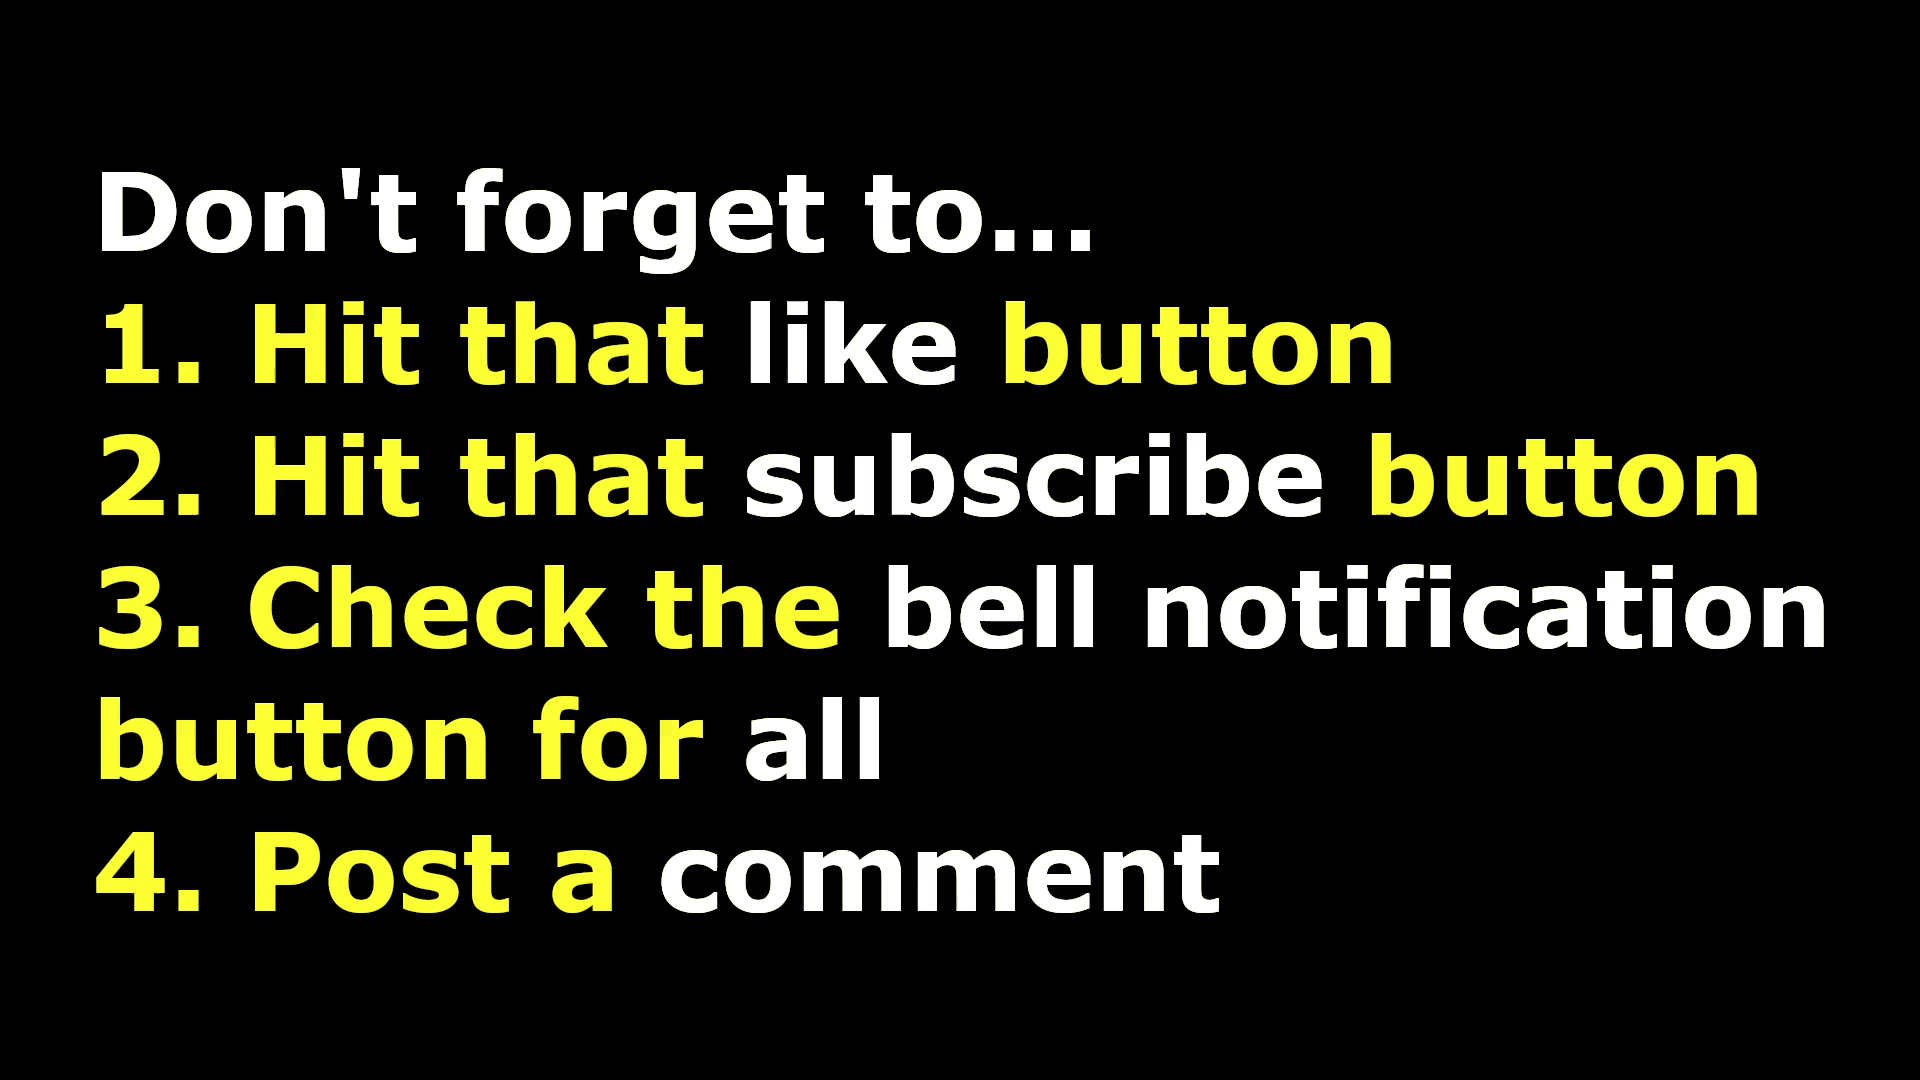 Don't forget to...
1. Hit that like button
2. Hit that subscribe button
3. Check the bell notification
button for all
4. Post a comment